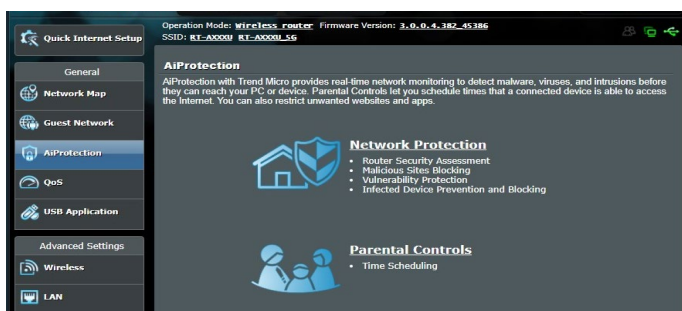 Operation Mode: Wireless router Firmware Version: 3.0.0.4.382_45386
SSID: RT-AXXXU RT-AXXXU_5G
Quick Internet Setup
General
Network Map
Guest Network
AiProtection
QoS
USB Application
Advanced Settings
Wireless
LAN
AiProtection
AiProtection with Trend Micro provides real-time network monitoring to detect malware, viruses, and intrusions before
they can reach your PC or device. Parental Controls let you schedule times that a connected device is able to access
the Internet. You can also restrict unwanted websites and apps.
Network Protection
• Router Security Assessment
• Malicious Sites Blocking
• Vulnerability Protection
• Infected Device Prevention and Blocking
Parental Controls
• Time Scheduling